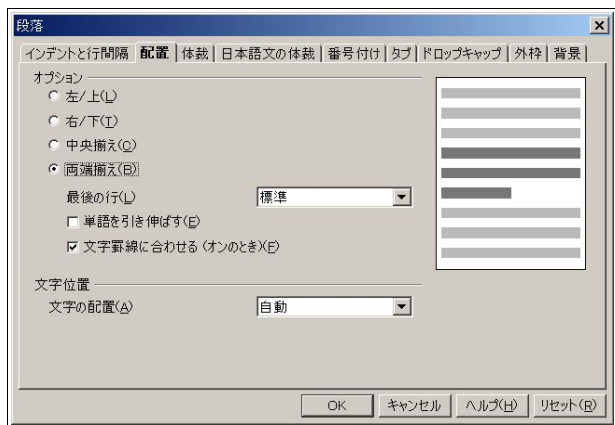 段落
インデントと行間隔 配置 体裁 日本語文の体裁 番号付け タブ ドロップキャップ 外枠 背景
オプション
左/上(L)
右/下(I)
中央揃え(C)
両端揃え(B)
最後の行(L) 標準
単語を引き伸ばす(E)
文字罫線に合わせる (オンのとき)(F)
文字位置
文字の配置(A) 自動
OK キャンセル ヘルプ(H) リセット(R)